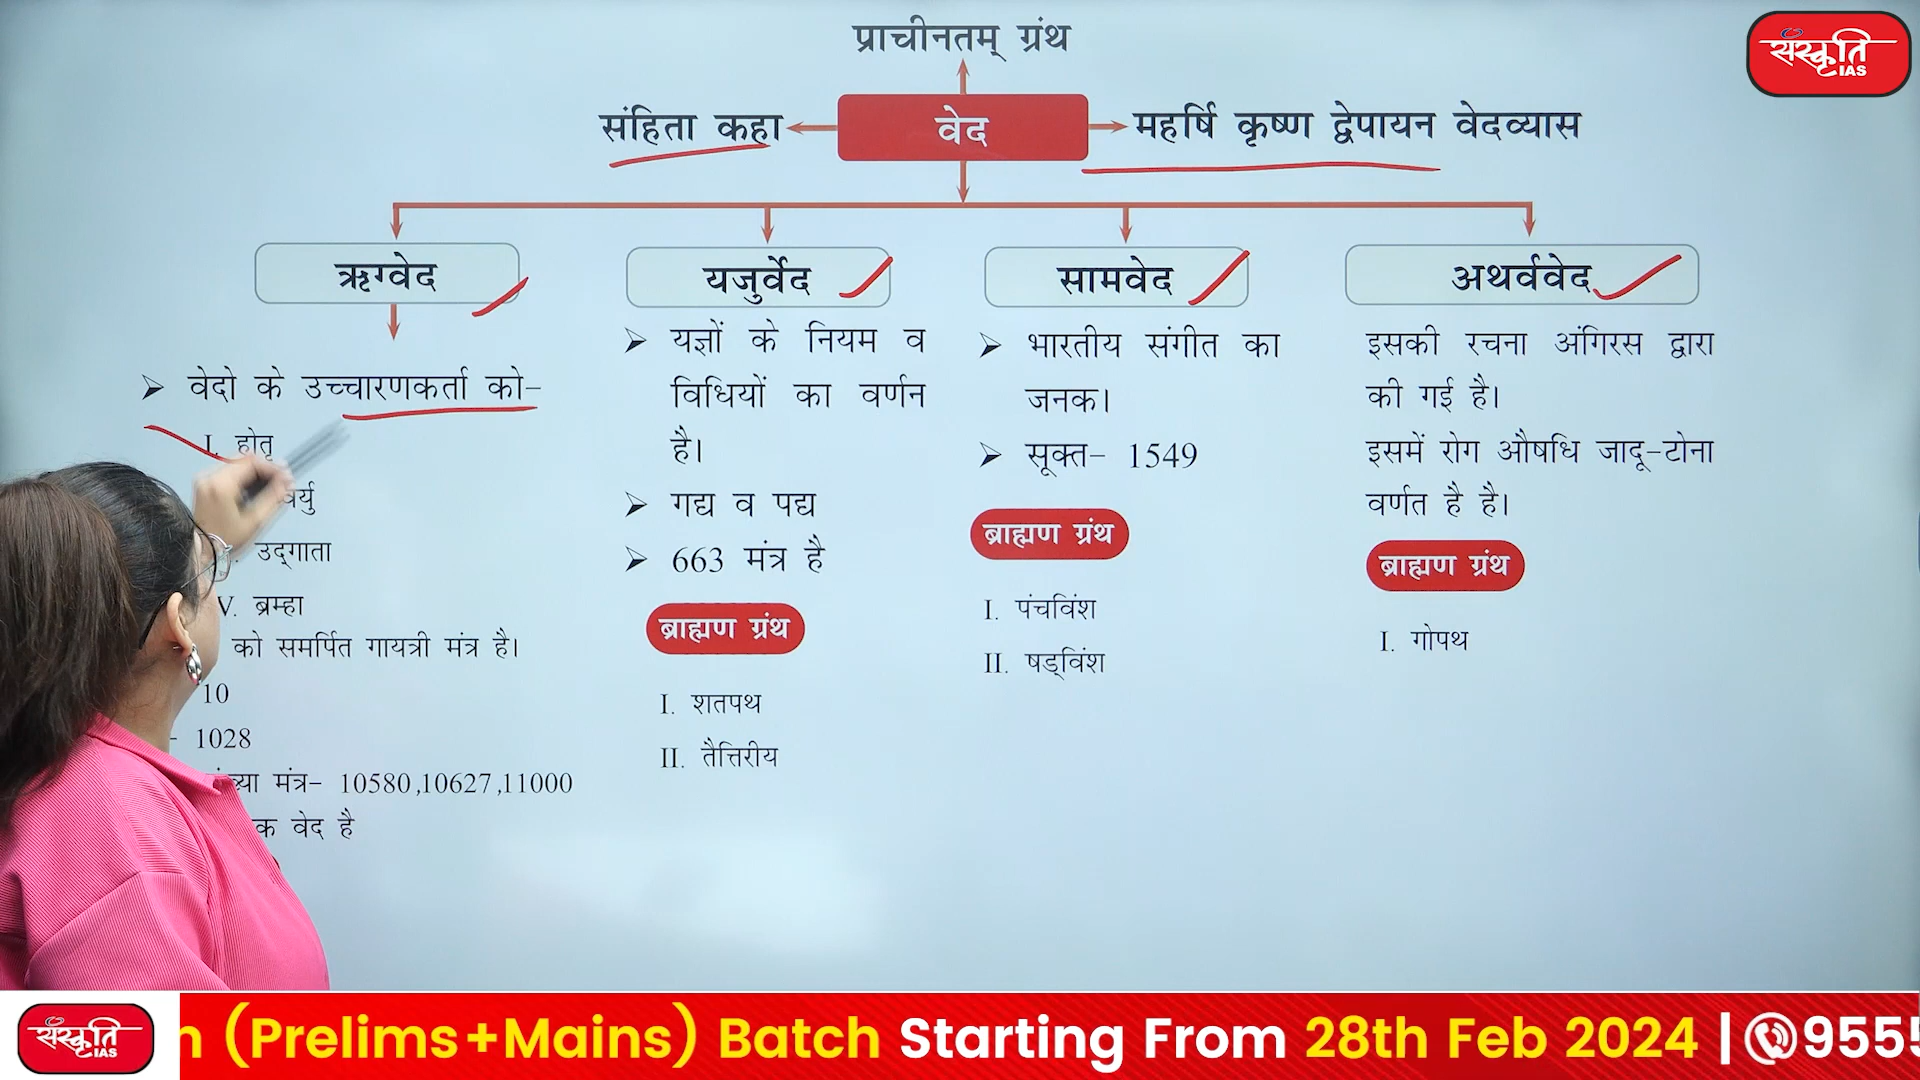 प्राचीनतम् ग्रंथ
संस्कृति
IAS
संहिता कहा
वेद
महर्षि कृष्ण द्वेपायन वेदव्यास
ऋग्वेद
वेदो के उच्चारणकर्ता को-
I. होतृ
उद्‌गाता
V. ब्रम्हा
को समर्पित गायत्री मंत्र है।
10
- 1028
मंत्र- 10580,10627,11000
वेद है
यजुर्वेद
यज्ञों के नियम व
विधियों का वर्णन
है।
गद्य व पद्य
663 मंत्र है
ब्राह्मण ग्रंथ
I. शतपथ
II. तैत्तिरीय
सामवेद
भारतीय संगीत का
जनक।
सूक्त- 1549
ब्राह्मण ग्रंथ
I. पंचविंश
II. षड्‌विंश
अथर्ववेद
इसकी रचना अंगिरस द्वारा
की गई है।
इसमें रोग औषधि जादू-टोना
वर्णत है है।
ब्राह्मण ग्रंथ
I. गोपथ
संस्कृति
IAS
(Prelims+Mains) Batch Starting From 28th Feb 2024 | 9555